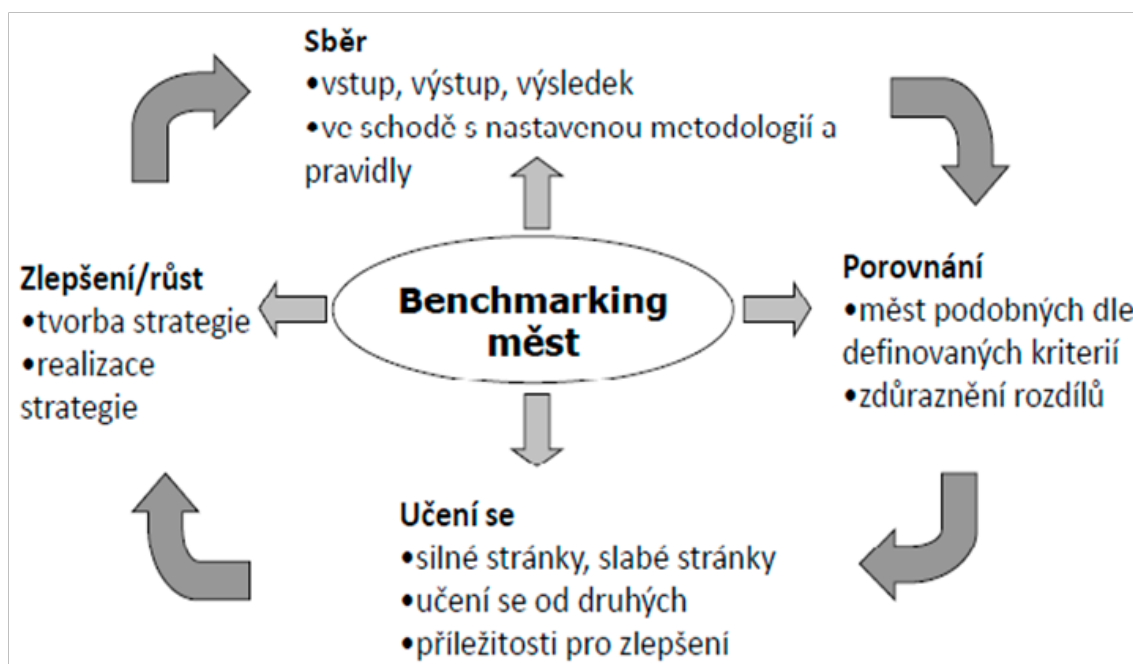 Sběr
•vstup, výstup, výsledek
•ve schodě s nastavenou metodologií a
pravidly
Zlepšení/růst
•tvorba strategie
•realizace
strategie
Benchmarking
měst
Porovnání
•měst podobných dle
definovaných kriterií
•zdůraznění rozdílů
Učení se
•silné stránky, slabé stránky
•učení se od druhých
•příležitosti pro zlepšení